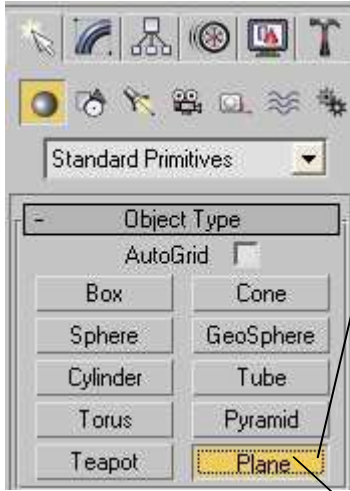 Standard Primitives
- Object Type
AutoGrid
Box Cone
Sphere GeoSphere
Cylinder Tube
Torus Pyramid
Teapot Plane